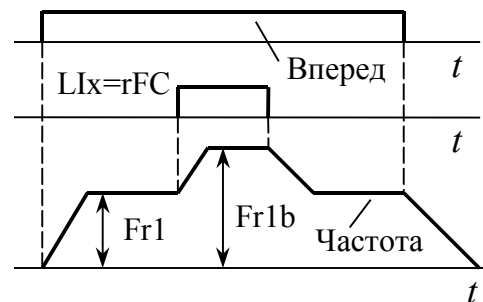 Вперед
t
LIx=rFC
t
Fr1
Fr1b
Частота
t